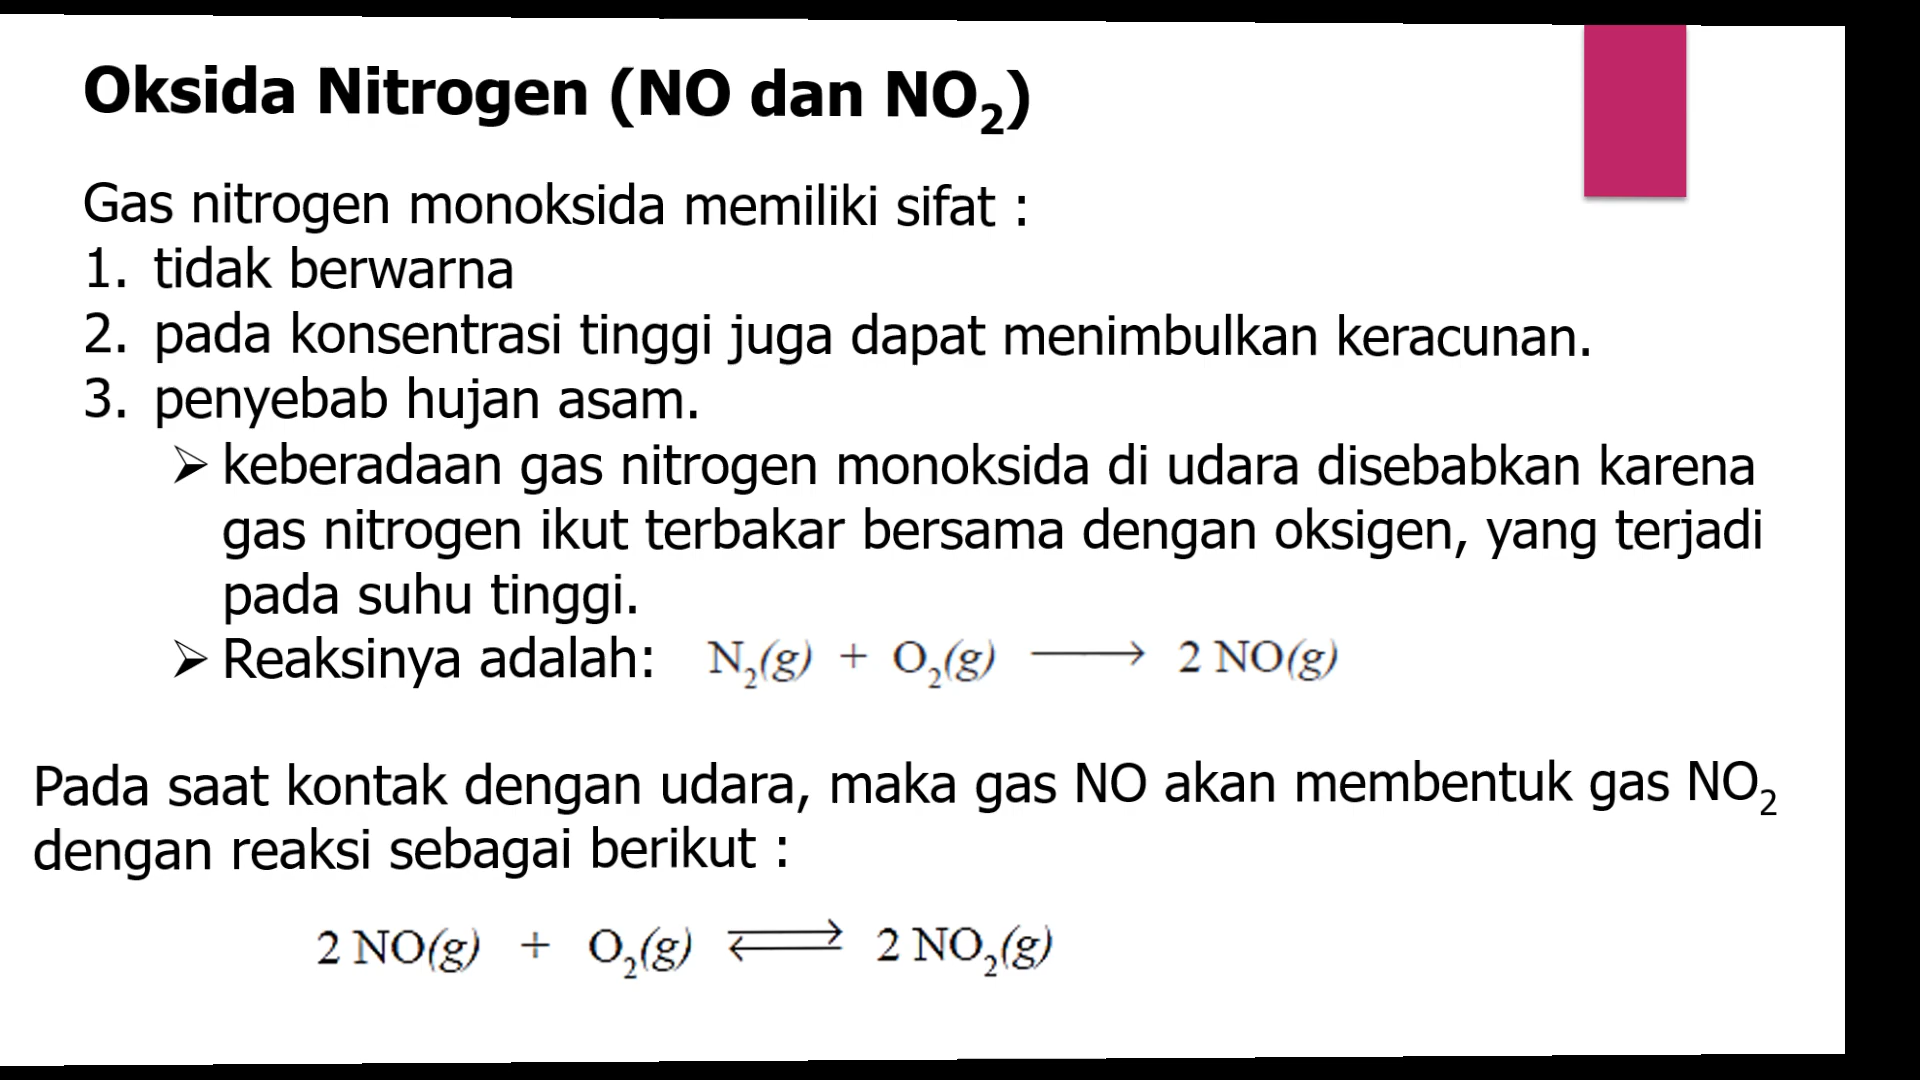 Oksida Nitrogen (NO dan NO₂)
Gas nitrogen monoksida memiliki sifat :
1. tidak berwarna
2. pada konsentrasi tinggi juga dapat menimbulkan keracunan.
3. penyebab hujan asam.
➢ keberadaan gas nitrogen monoksida di udara disebabkan karena
gas nitrogen ikut terbakar bersama dengan oksigen, yang terjadi
pada suhu tinggi.
➢ Reaksinya adalah: N₂(g) + O₂(g) ⟶ 2 NO(g)
Pada saat kontak dengan udara, maka gas NO akan membentuk gas NO₂
dengan reaksi sebagai berikut :
2 NO(g) + O₂(g) ⇄ 2 NO₂(g)